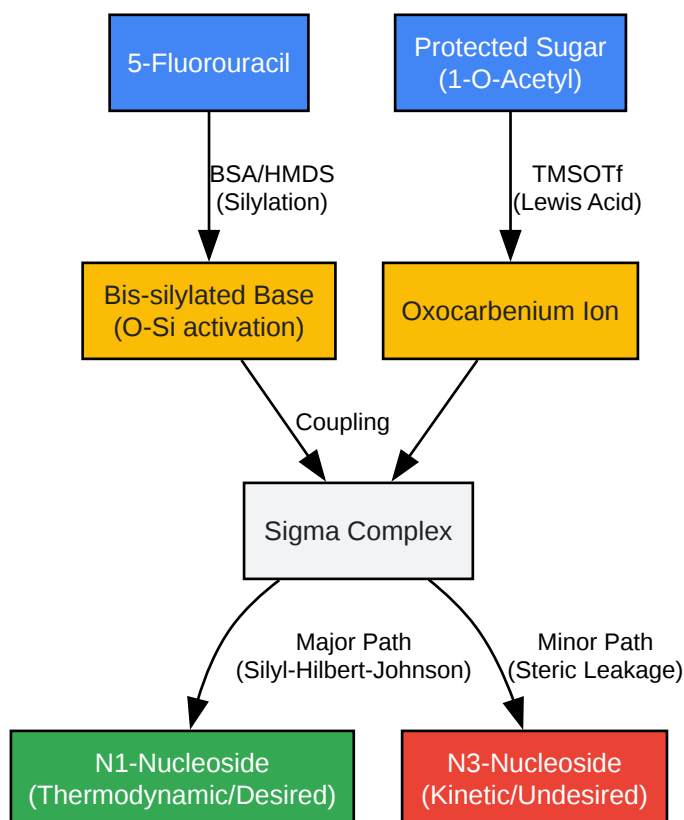 5-Fluorouracil
Protected Sugar
(1-O-Acetyl)
BSA/HMDS
(Silylation)
TMSOTf
(Lewis Acid)
Bis-silylated Base
(O-Si activation)
Oxocarbenium Ion
Coupling
Sigma Complex
Major Path
(Silyl-Hilbert-Johnson)
Minor Path
(Steric Leakage)
N1-Nucleoside
(Thermodynamic/Desired)
N3-Nucleoside
(Kinetic/Undesired)